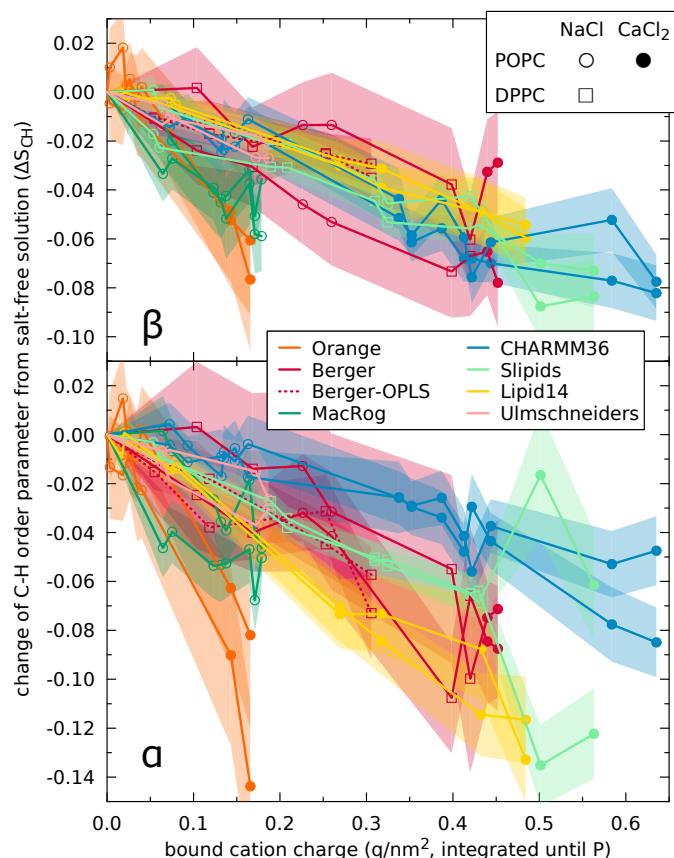 NaCl CaCl₂
POPC
DPPC
0.02
0.00
-0.02
-0.04
-0.06
-0.08
-0.10
β
Orange
Berger
Berger-OPLS
MacRog
CHARMM36
Slipids
Lipid14
Ulmschneiders
0.02
0.00
-0.02
-0.04
-0.06
-0.08
-0.10
-0.12
-0.14
α
change of C-H order parameter from salt-free solution (ΔS_CH)
0.0 0.1 0.2 0.3 0.4 0.5 0.6
bound cation charge (q/nm², integrated until P)